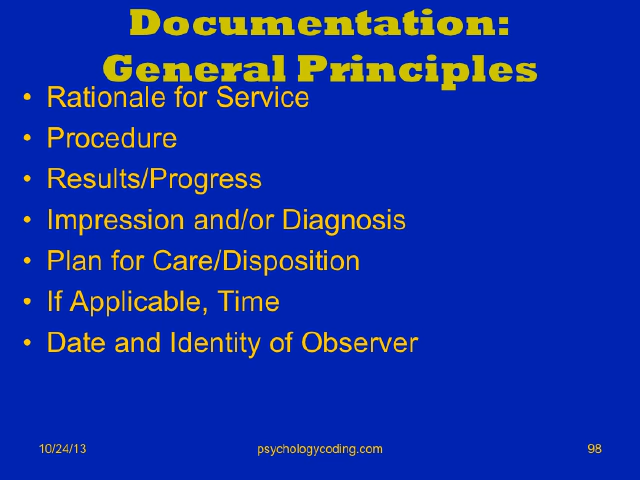 Documentation:
General Principles
• Rationale for Service
• Procedure
• Results/Progress
• Impression and/or Diagnosis
• Plan for Care/Disposition
• If Applicable, Time
• Date and Identity of Observer
10/24/13
psychologycoding.com
98